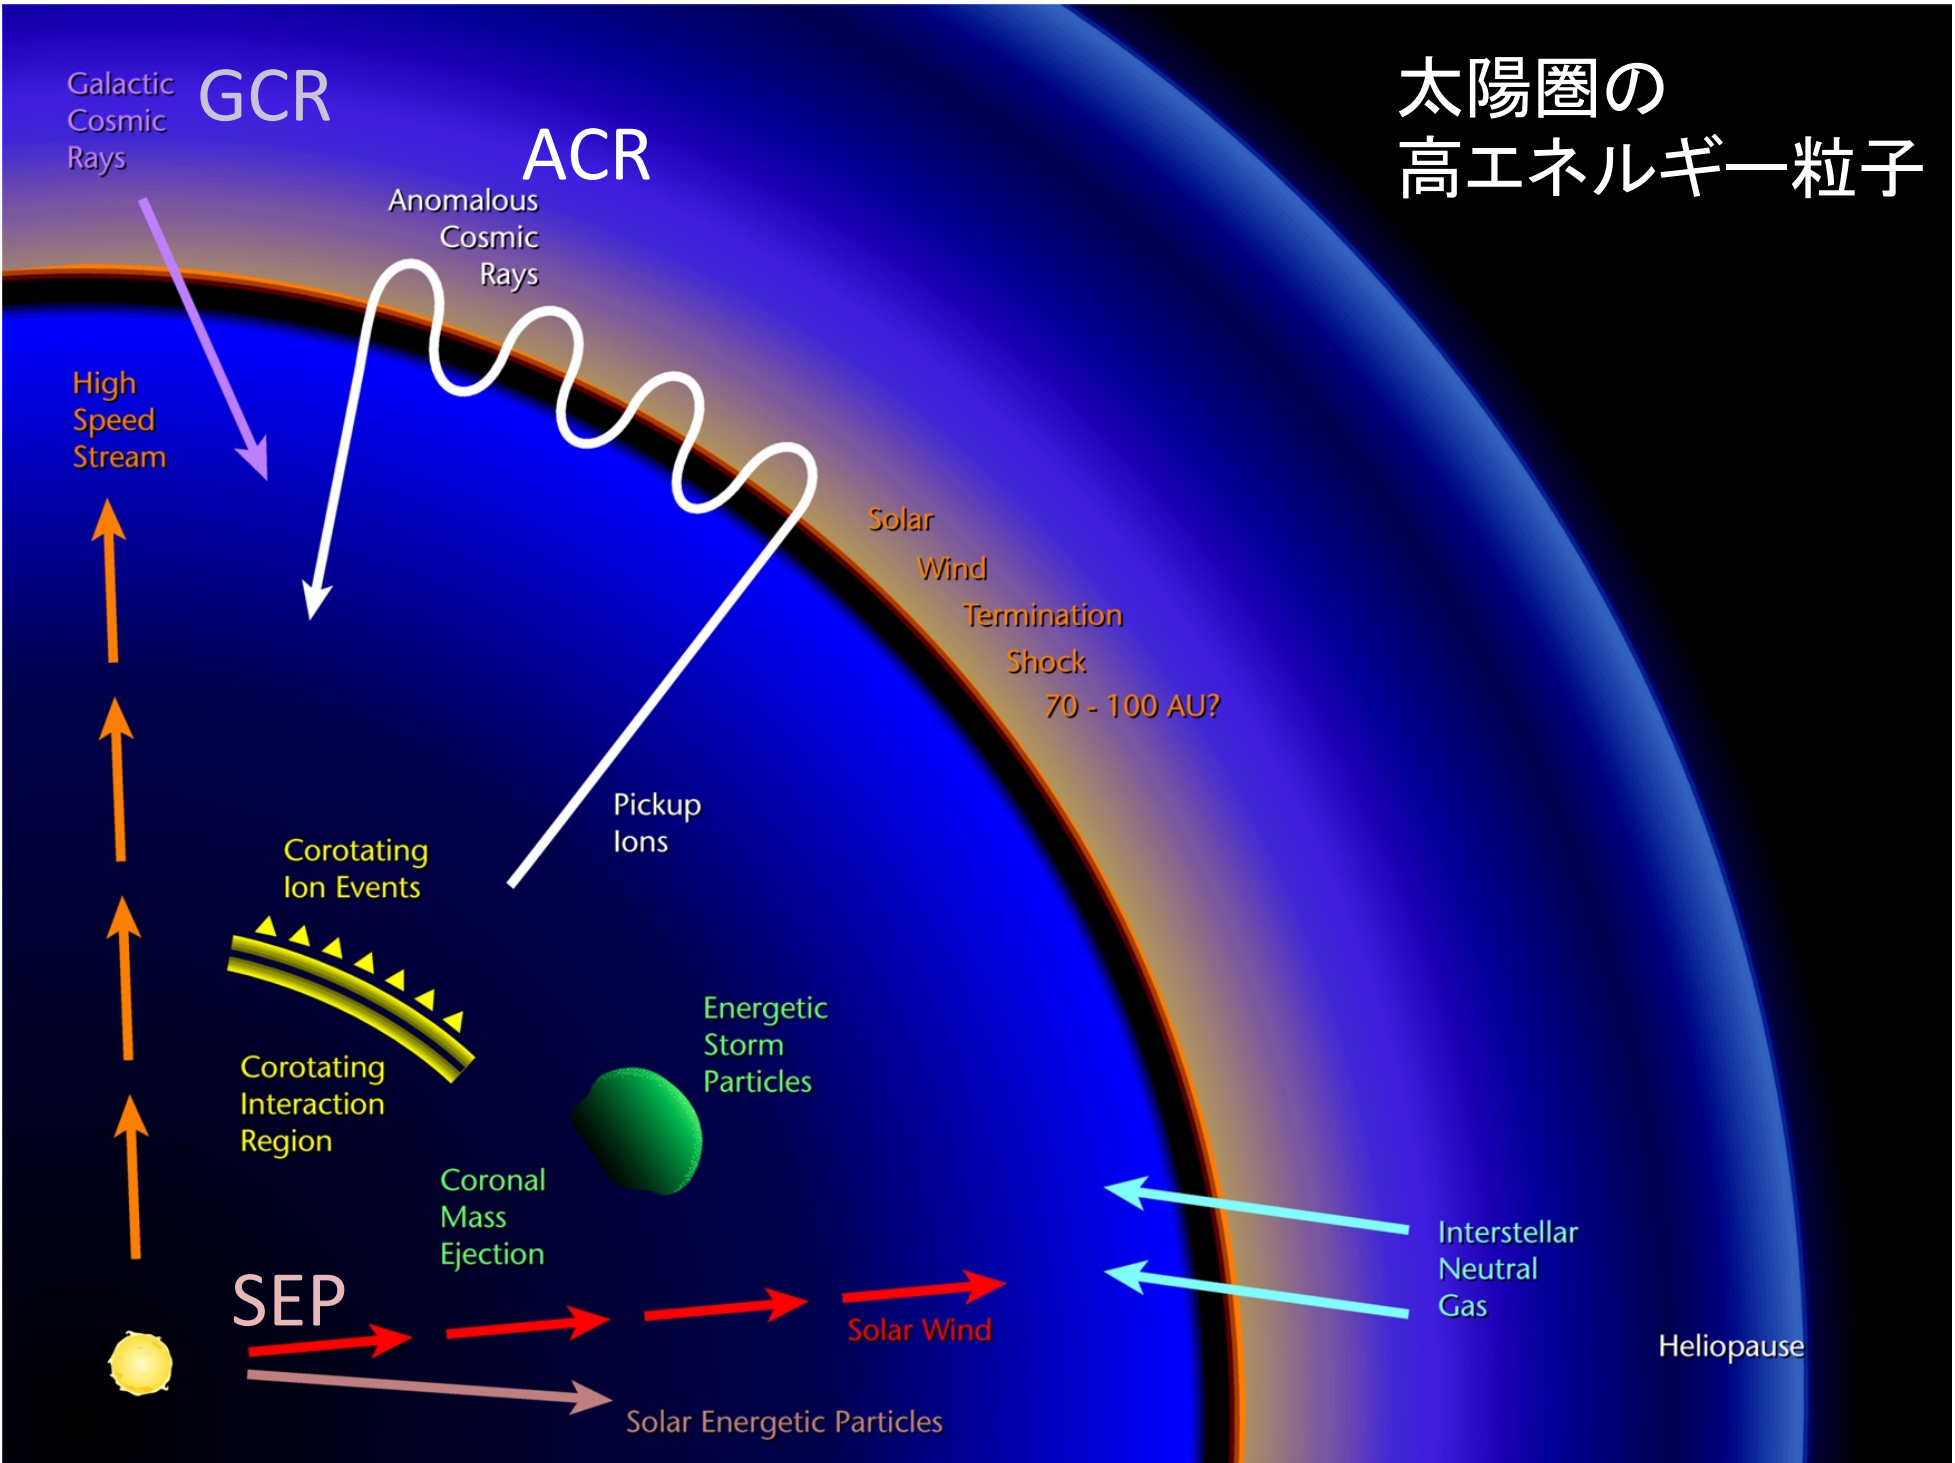 太陽圏の
高エネルギー粒子
Galactic
Cosmic
Rays
GCR
ACR
Anomalous
Cosmic
Rays
High
Speed
Stream
Solar
Wind
Termination
Shock
70 - 100 AU?
Pickup
Ions
Corotating
Ion Events
Corotating
Interaction
Region
Energetic
Storm
Particles
Coronal
Mass
Ejection
SEP
Solar Wind
Solar Energetic Particles
Interstellar
Neutral
Gas
Heliopause